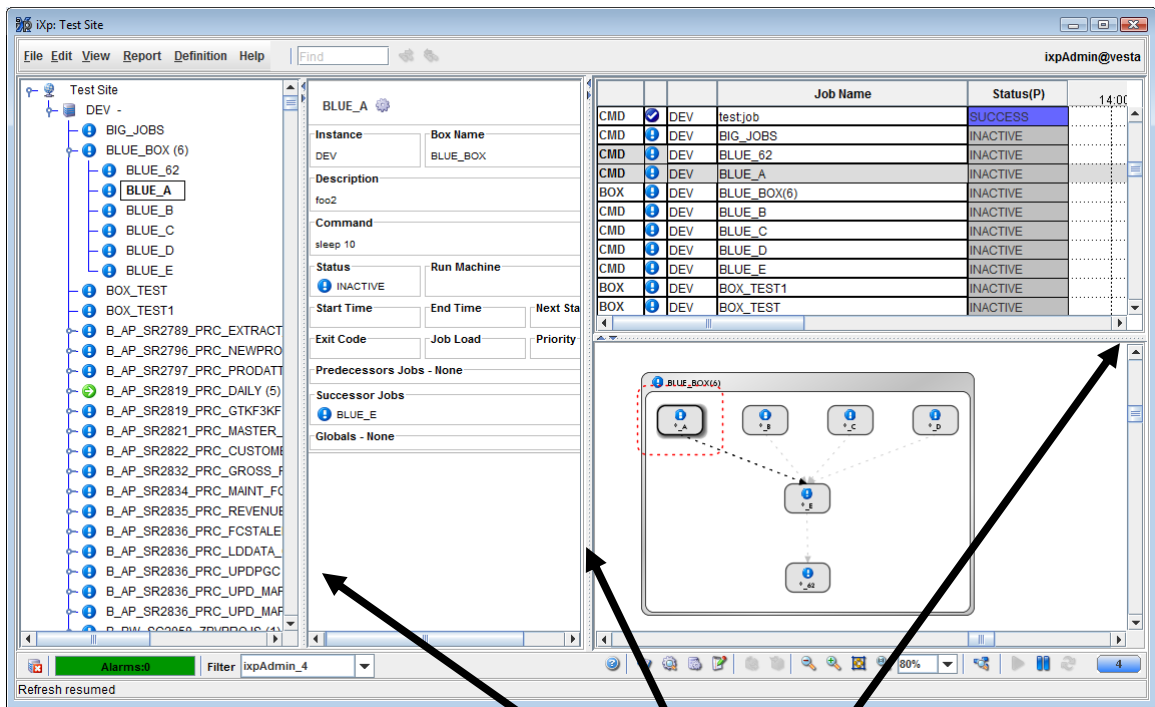 iXp: Test Site
File Edit View Report Definition Help Find ixpAdmin@vesta
Test Site
DEV -
BIG_JOBS
BLUE_BOX (6)
BLUE_62
BLUE_A
BLUE_B
BLUE_C
BLUE_D
BLUE_E
BOX_TEST
BOX_TEST1
B_AP_SR2789_PRC_EXTRACT
B_AP_SR2796_PRC_NEWPRO
B_AP_SR2797_PRC_PRODATT
B_AP_SR2819_PRC_DAILY (5)
B_AP_SR2819_PRC_GTKF3KF
B_AP_SR2821_PRC_MASTER_
B_AP_SR2822_PRC_CUSTOME
B_AP_SR2832_PRC_GROSS_F
B_AP_SR2834_PRC_MAINT_FC
B_AP_SR2835_PRC_REVENUE
B_AP_SR2836_PRC_FCSTALE
B_AP_SR2836_PRC_LDDATA_
B_AP_SR2836_PRC_UPDPGC
B_AP_SR2836_PRC_UPD_MAF
B_AP_SR2836_PRC_UPD_MAF
BLUE_A
Instance Box Name
DEV BLUE_BOX
Description
foo2
Command
sleep 10
Status Run Machine
INACTIVE
Start Time End Time Next Sta
Exit Code Job Load Priority
Predecessors Jobs - None
Successor Jobs
BLUE_E
Globals - None
Job Name Status(P) 14:00
CMD DEV test:job SUCCESS
CMD DEV BIG_JOBS INACTIVE
CMD DEV BLUE_62 INACTIVE
CMD DEV BLUE_A INACTIVE
BOX DEV BLUE_BOX(6) INACTIVE
CMD DEV BLUE_B INACTIVE
CMD DEV BLUE_C INACTIVE
CMD DEV BLUE_D INACTIVE
CMD DEV BLUE_E INACTIVE
BOX DEV BOX_TEST1 INACTIVE
BOX DEV BOX_TEST INACTIVE
BLUE_BOX(6)
*_A *_B *_C *_D
*_E
*_62
Alarms:0 Filter ixpAdmin_4 80% 4
Refresh resumed